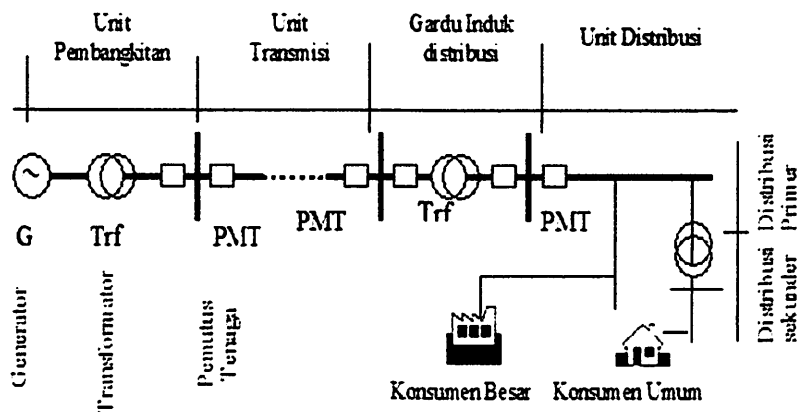 Unit
Pembangkitan
Unit
Transmisi
Gardu Induk
distribusi
Unit Distribusi
~
G
Trf
PMT
PMT
Trf
PMT
Generator
Transformator
Pemutus
Tenaga
Distribusi
Primer
Distribusi
sekunder
Konsumen Besar
Konsumen Umum